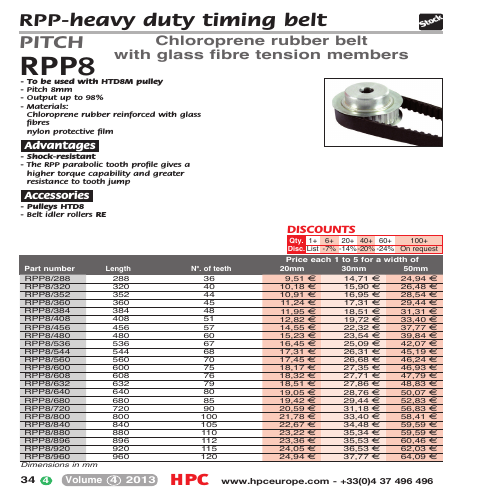 RPP-heavy duty timing belt
Stock
PITCH
RPP8
Chloroprene rubber belt
with glass fibre tension members
- To be used with HTD8M pulley
- Pitch 8mm
- Output up to 98%
- Materials:
Chloroprene rubber reinforced with glass
fibres
nylon protective film
Advantages
- Shock-resistant
- The RPP parabolic tooth profile gives a
higher torque capability and greater
resistance to tooth jump
Accessories
- Pulleys HTD8
- Belt idler rollers RE
DISCOUNTS
Qty. 1+ 6+ 20+ 40+ 60+ 100+
Disc. List -7% -14% -20% -24% On request
Price each 1 to 5 for a width of
Part number Length N°. of teeth 20mm 30mm 50mm
RPP8/288 288 36 9,51 € 14,71 € 24,94 €
RPP8/320 320 40 10,18 € 15,90 € 26,48 €
RPP8/352 352 44 10,91 € 16,95 € 28,54 €
RPP8/360 360 45 11,24 € 17,31 € 29,44 €
RPP8/384 384 48 11,95 € 18,51 € 31,31 €
RPP8/408 408 51 12,82 € 19,72 € 33,40 €
RPP8/456 456 57 14,55 € 22,32 € 37,77 €
RPP8/480 480 60 15,23 € 23,54 € 39,84 €
RPP8/536 536 67 16,45 € 25,09 € 42,07 €
RPP8/544 544 68 17,31 € 26,31 € 45,19 €
RPP8/560 560 70 17,45 € 26,68 € 46,24 €
RPP8/600 600 75 18,17 € 27,35 € 46,93 €
RPP8/608 608 76 18,32 € 27,71 € 47,79 €
RPP8/632 632 79 18,51 € 27,86 € 48,83 €
RPP8/640 640 80 19,05 € 28,76 € 50,07 €
RPP8/680 680 85 19,42 € 29,44 € 52,83 €
RPP8/720 720 90 20,59 € 31,18 € 56,83 €
RPP8/800 800 100 21,78 € 33,40 € 58,41 €
RPP8/840 840 105 22,67 € 34,48 € 59,59 €
RPP8/880 880 110 23,22 € 35,34 € 59,59 €
RPP8/896 896 112 23,36 € 35,53 € 60,46 €
RPP8/920 920 115 24,05 € 36,53 € 62,03 €
RPP8/960 960 120 24,94 € 37,77 € 64,09 €
Dimensions in mm
34 4 Volume 4 2013 HPC www.hpceurope.com - +33(0)4 37 496 496